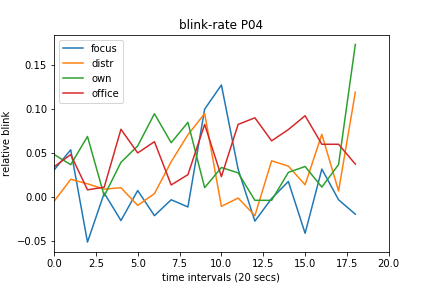 blink-rate P04
focus
distr
own
office
relative blink
0.15
0.10
0.05
0.00
−0.05
0.0 2.5 5.0 7.5 10.0 12.5 15.0 17.5 20.0
time intervals (20 secs)